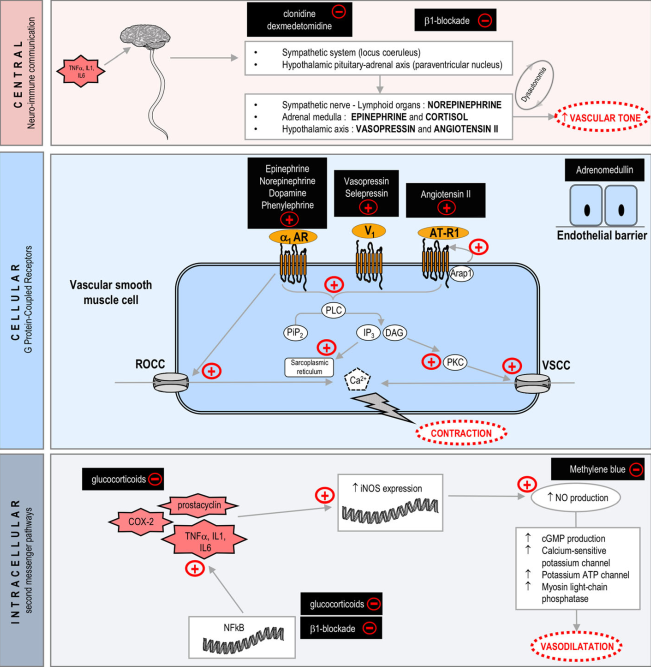 CENTRAL
Neuro-immune communication
clonidine
dexmedetomidine
β1-blockade
TNFα, IL1,
IL6
• Sympathetic system (locus coeruleus)
• Hypothalamic pituitary-adrenal axis (paraventricular nucleus)
Dysautonomia
• Sympathetic nerve - Lymphoid organs : NOREPINEPHRINE
• Adrenal medulla : EPINEPHRINE and CORTISOL
• Hypothalamic axis : VASOPRESSIN and ANGIOTENSIN II
↑ VASCULAR TONE
CELLULAR
G Protein-Coupled Receptors
Epinephrine
Norepinephrine
Dopamine
Phenylephrine
Vasopressin
Selepressin
Angiotensin II
Adrenomedullin
α1 AR
V1
AT-R1
Endothelial barrier
Arap1
Vascular smooth
muscle cell
PLC
PiP2
IP3
DAG
Sarcoplasmic
reticulum
PKC
ROCC
VSCC
Ca2+
CONTRACTION
INTRACELLULAR
second messenger pathways
glucocorticoids
Methylene blue
prostacyclin
COX-2
TNFα, IL1,
IL6
↑ iNOS expression
↑ NO production
↑ cGMP production
↑ Calcium-sensitive
potassium channel
↑ Potassium ATP channel
↑ Myosin light-chain
phosphatase
NFkB
glucocorticoids
β1-blockade
VASODILATATION